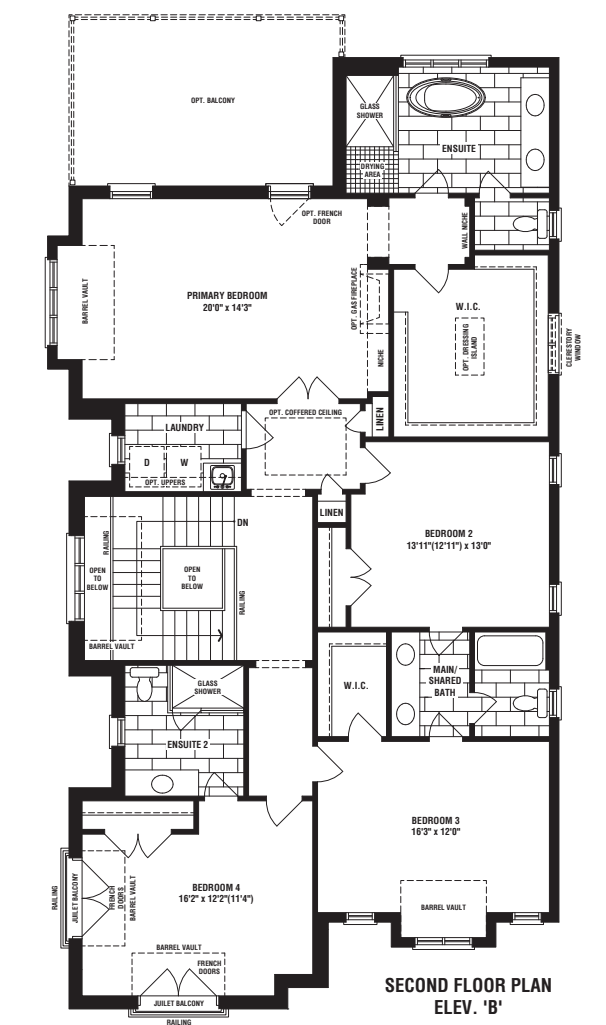 OPT. BALCONY
GLASS
SHOWER
DRYING
AREA
ENSUITE
OPT. FRENCH
DOOR
WALL NICHE
BARREL VAULT
PRIMARY BEDROOM
20'0" x 14'3"
OPT. GAS FIREPLACE
NICHE
W.I.C.
OPT. DRESSING
ISLAND
CLERESTORY
WINDOW
LAUNDRY
D
W
OPT. UPPERS
OPT. COFFERED CEILING
LINEN
LINEN
BEDROOM 2
13'11"(12'11") x 13'0"
RAILING
OPEN
TO
BELOW
BARREL VAULT
DN
OPEN
TO
BELOW
RAILING
GLASS
SHOWER
ENSUITE 2
W.I.C.
MAIN/
SHARED
BATH
BEDROOM 3
16'3" x 12'0"
BARREL VAULT
BEDROOM 4
16'2" x 12'2"(11'4")
RAILING
JUILET BALCONY
FRENCH
DOORS
BARREL VAULT
BARREL VAULT
FRENCH
DOORS
JUILET BALCONY
RAILING
SECOND FLOOR PLAN
ELEV. 'B'